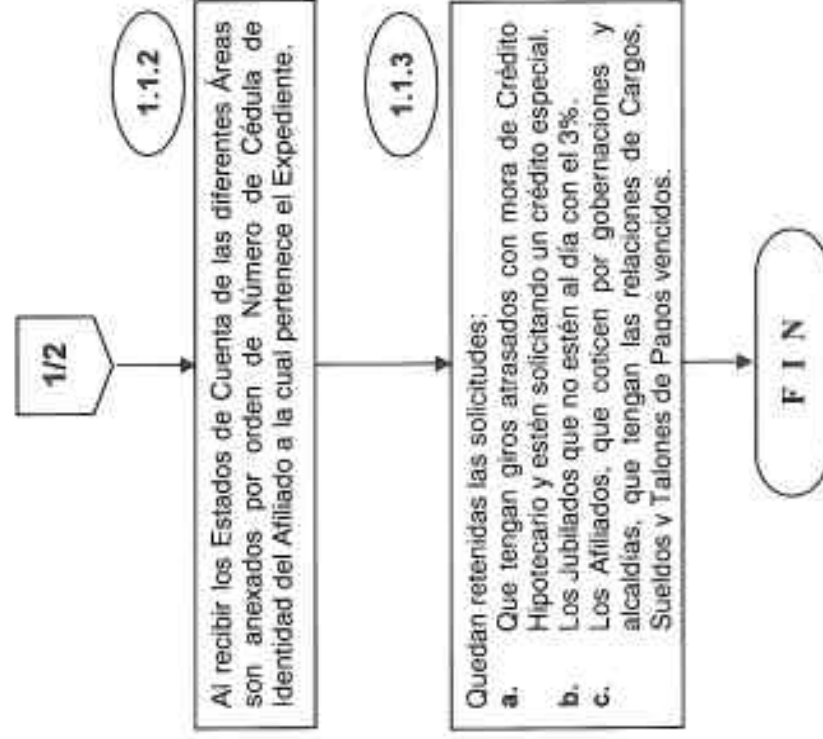 1/2
1.1.2
Al recibir los Estados de Cuenta de las diferentes Áreas
son anexados por orden de Número de Cédula de
Identidad del Afiliado a la cual pertenece el Expediente.
1.1.3
Quedan retenidas las solicitudes:
a. Que tengan giros atrasados con mora de Crédito
Hipotecario y estén solicitando un crédito especial.
b. Los Jubilados que no estén al día con el 3%.
c. Los Afiliados, que coticen por gobernaciones y
alcaldías, que tengan las relaciones de Cargos,
Sueldos y Talones de Pagos vencidos.
F I N